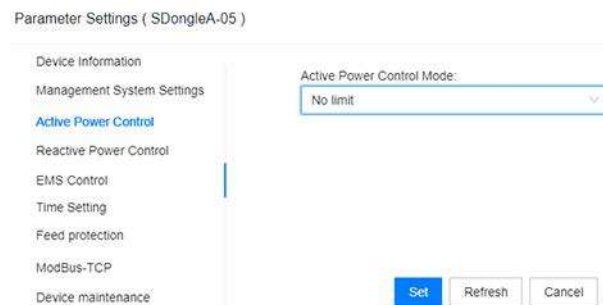 Parameter Settings ( SDongleA-05 )
Device Information
Management System Settings
Active Power Control
Reactive Power Control
EMS Control
Time Setting
Feed protection
ModBus-TCP
Device maintenance
Active Power Control Mode:
No limit
Set
Refresh
Cancel